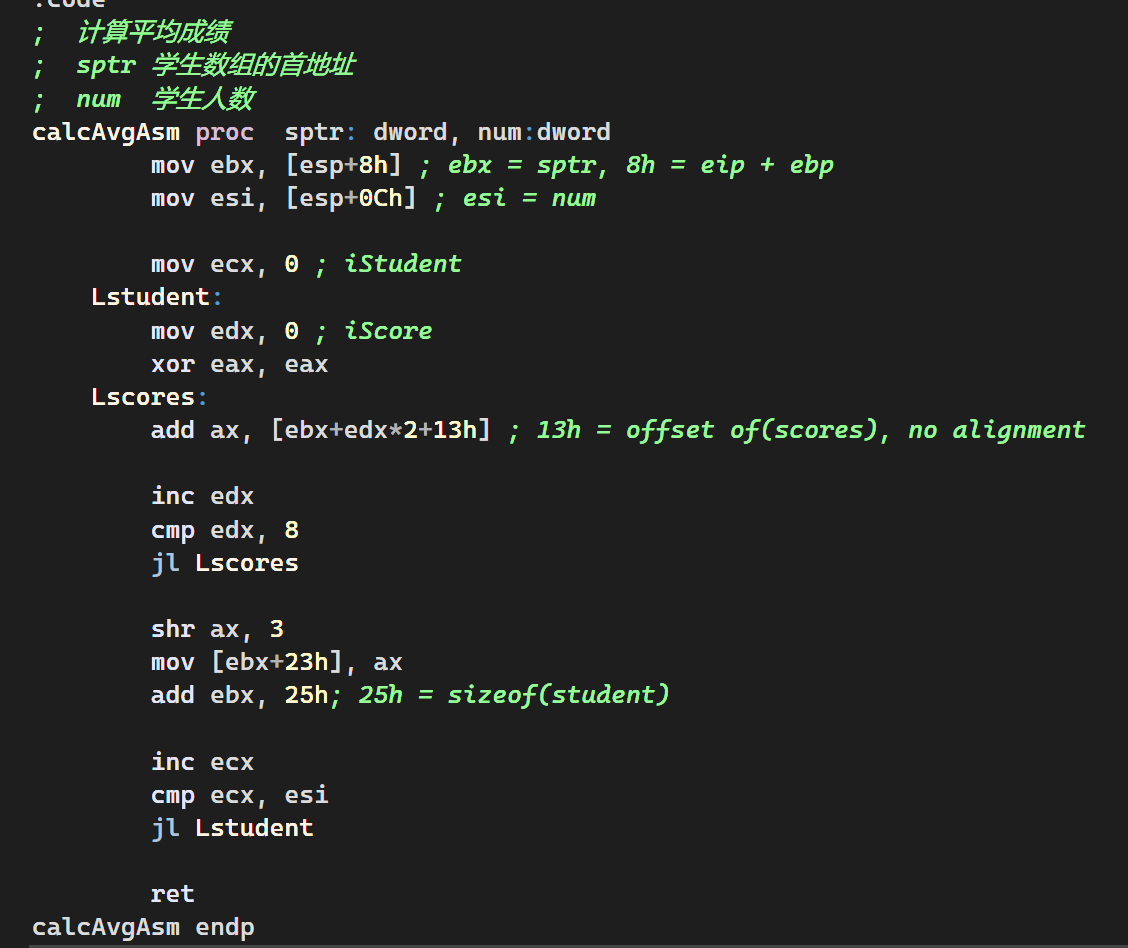 .code
;  计算平均成绩
;  sptr 学生数组的首地址
;  num  学生人数
calcAvgAsm proc  sptr: dword, num:dword
        mov ebx, [esp+8h] ; ebx = sptr, 8h = eip + ebp
        mov esi, [esp+0Ch] ; esi = num
        mov ecx, 0 ; iStudent
    Lstudent:
        mov edx, 0 ; iScore
        xor eax, eax
    Lscores:
        add ax, [ebx+edx*2+13h] ; 13h = offset of(scores), no alignment
        inc edx
        cmp edx, 8
        jl Lscores
        shr ax, 3
        mov [ebx+23h], ax
        add ebx, 25h; 25h = sizeof(student)
        inc ecx
        cmp ecx, esi
        jl Lstudent
        ret
calcAvgAsm endp